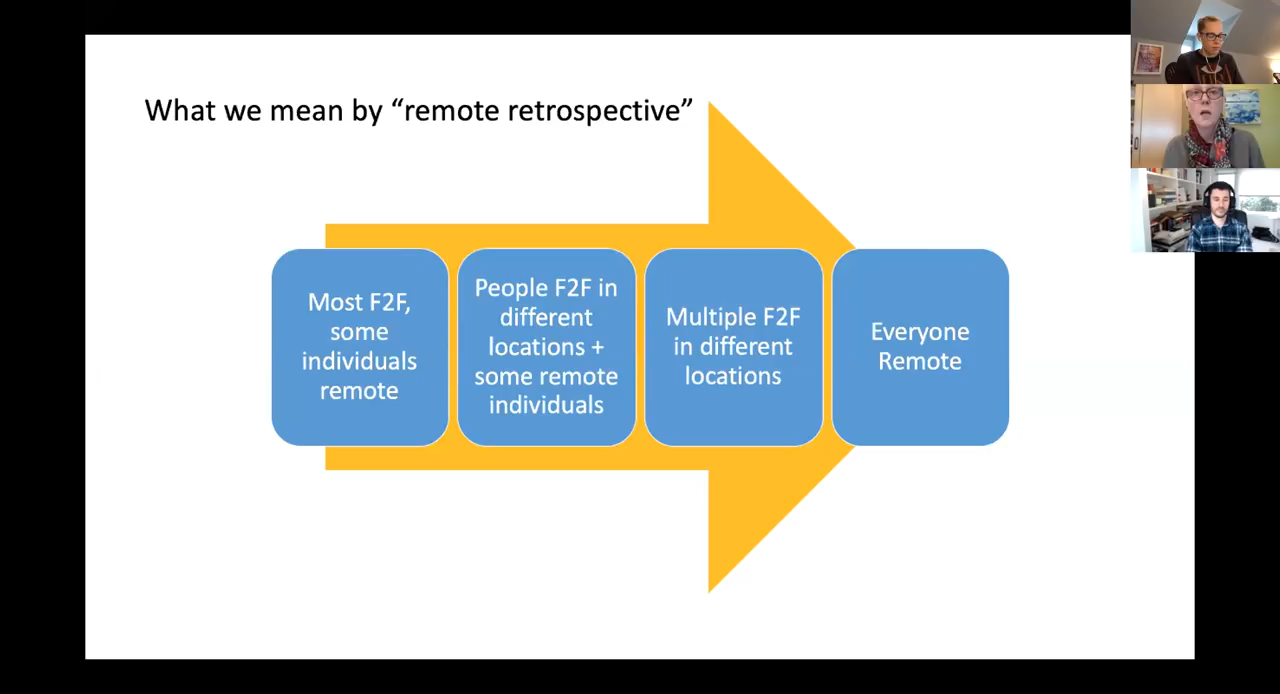 What we mean by “remote retrospective”
Most F2F,
some
individuals
remote
People F2F in
different
locations +
some remote
individuals
Multiple F2F
in different
locations
Everyone
Remote